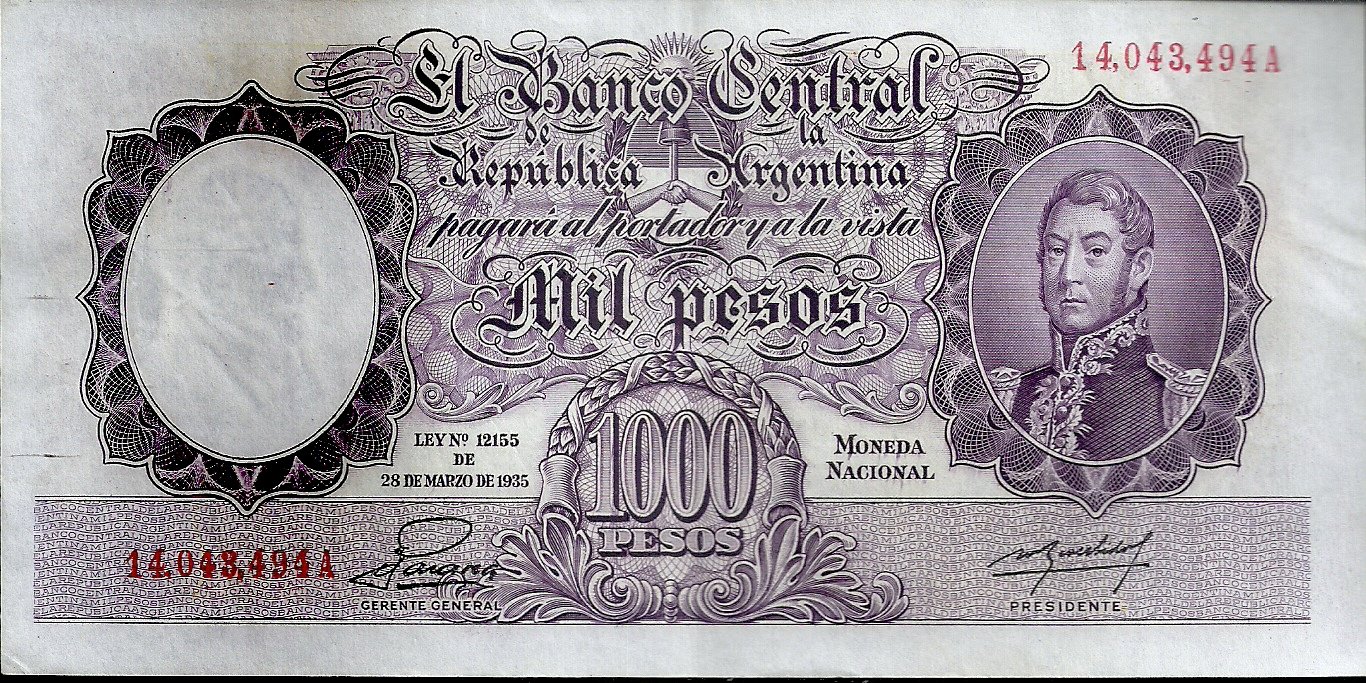 14,043,494A
El Banco Central
de la
República Argentina
pagará al portador y a la vista
Mil pesos
LEY Nº 12155
DE
28 DE MARZO DE 1935
1000
PESOS
MONEDA
NACIONAL
14,043,494A
GERENTE GENERAL
PRESIDENTE